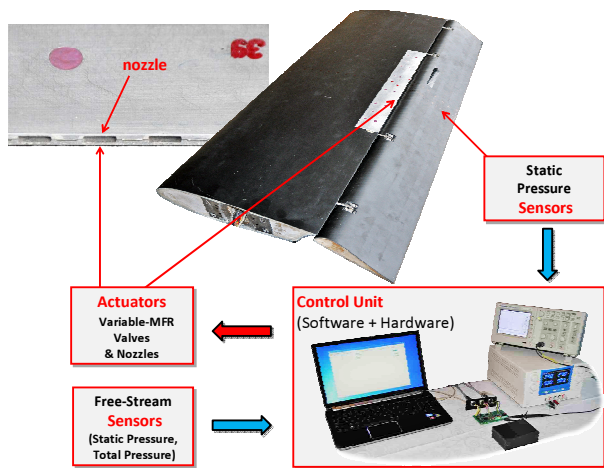 39
nozzle
Static
Pressure
Sensors
Actuators
Variable-MFR
Valves
& Nozzles
Control Unit
(Software + Hardware)
Free-Stream
Sensors
(Static Pressure,
Total Pressure)